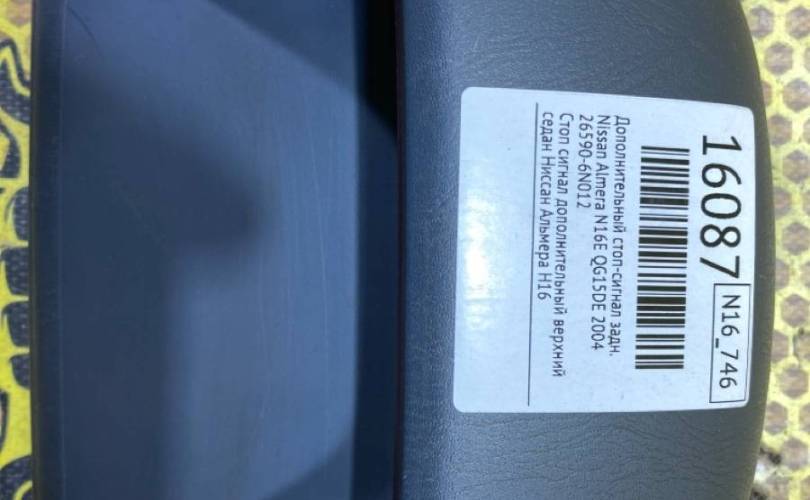 16087
N16_746
Дополнительный стоп-сигнал задн.
Nissan Almera N16E QG15DE 2004
26590-6N012
Стоп сигнал дополнительный верхний
седан Ниссан Альмера Н16